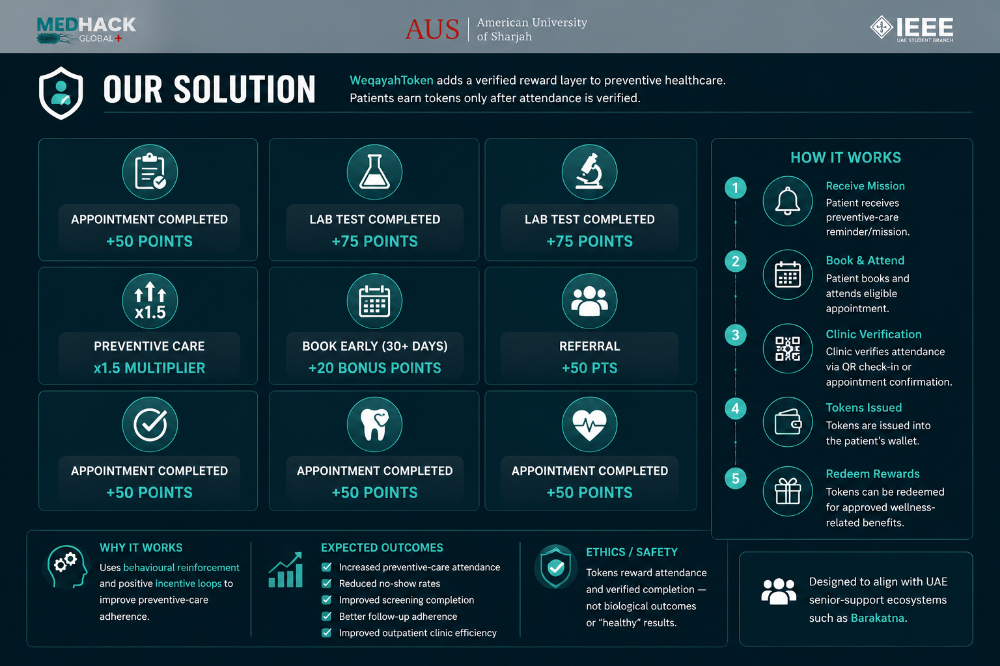 MEDHACK
GLOBAL+
AUS
American University
of Sharjah
IEEE
UAE STUDENT BRANCH
OUR SOLUTION
WeqayahToken adds a verified reward layer to preventive healthcare.
Patients earn tokens only after attendance is verified.
APPOINTMENT COMPLETED
+50 POINTS
LAB TEST COMPLETED
+75 POINTS
LAB TEST COMPLETED
+75 POINTS
x1.5
PREVENTIVE CARE
x1.5 MULTIPLIER
BOOK EARLY (30+ DAYS)
+20 BONUS POINTS
REFERRAL
+50 PTS
APPOINTMENT COMPLETED
+50 POINTS
APPOINTMENT COMPLETED
+50 POINTS
APPOINTMENT COMPLETED
+50 POINTS
HOW IT WORKS
1
Receive Mission
Patient receives
preventive-care
reminder/mission.
2
Book & Attend
Patient books and
attends eligible
appointment.
3
Clinic Verification
Clinic verifies attendance
via QR check-in or
appointment confirmation.
4
Tokens Issued
Tokens are issued into
the patient's wallet.
5
Redeem Rewards
Tokens can be redeemed
for approved wellness-
related benefits.
WHY IT WORKS
Uses behavioural reinforcement
and positive incentive loops to
improve preventive-care
adherence.
EXPECTED OUTCOMES
Increased preventive-care attendance
Reduced no-show rates
Improved screening completion
Better follow-up adherence
Improved outpatient clinic efficiency
ETHICS / SAFETY
Tokens reward attendance
and verified completion —
not biological outcomes
or “healthy” results.
Designed to align with UAE
senior-support ecosystems
such as Barakatna.